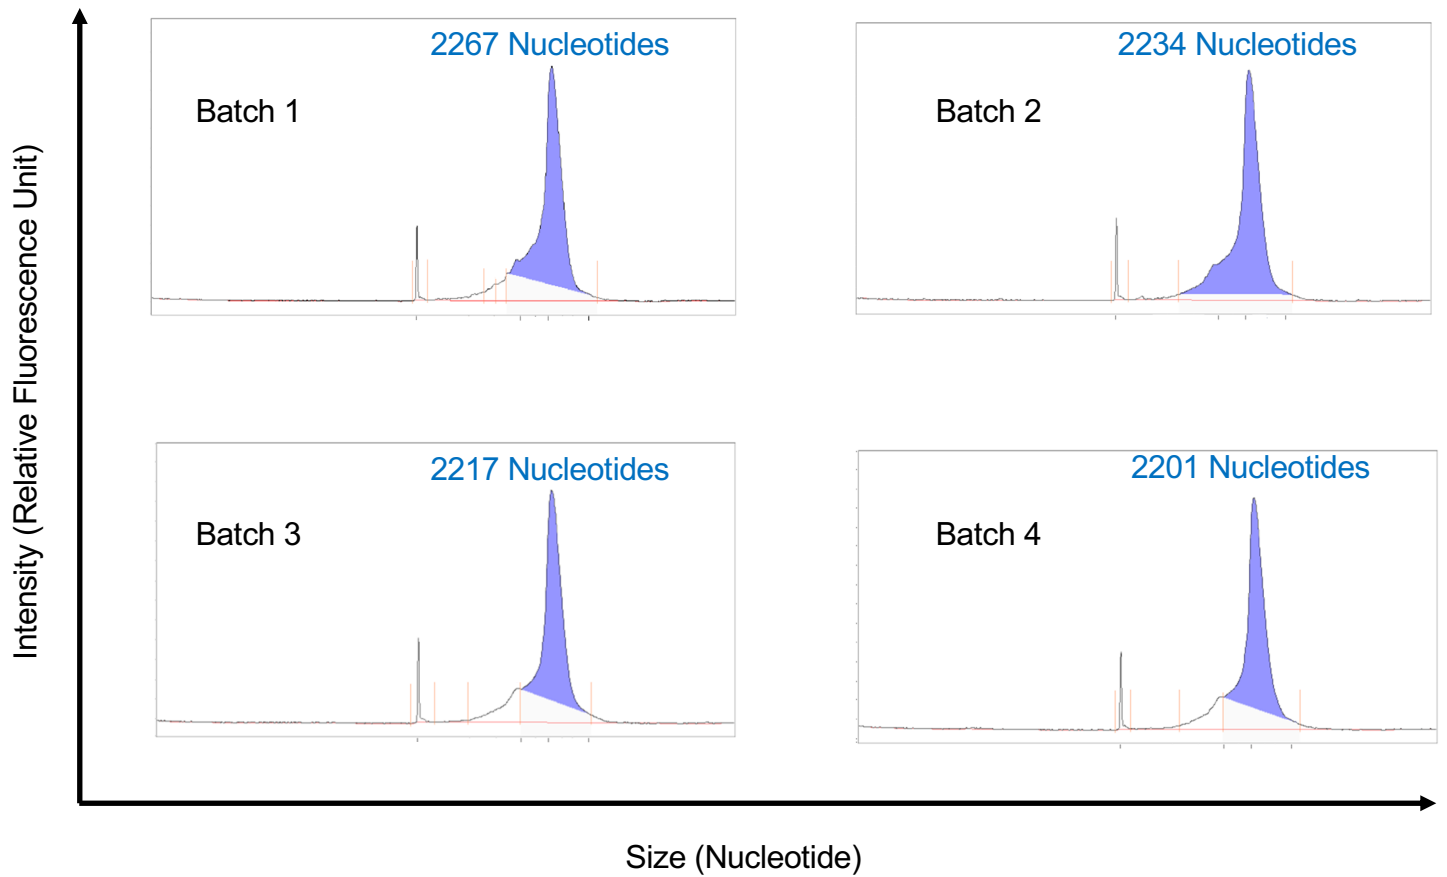 2267 Nucleotides
Batch 1
2234 Nucleotides
Batch 2
2217 Nucleotides
Batch 3
2201 Nucleotides
Batch 4
Intensity (Relative Fluorescence Unit)
Size (Nucleotide)